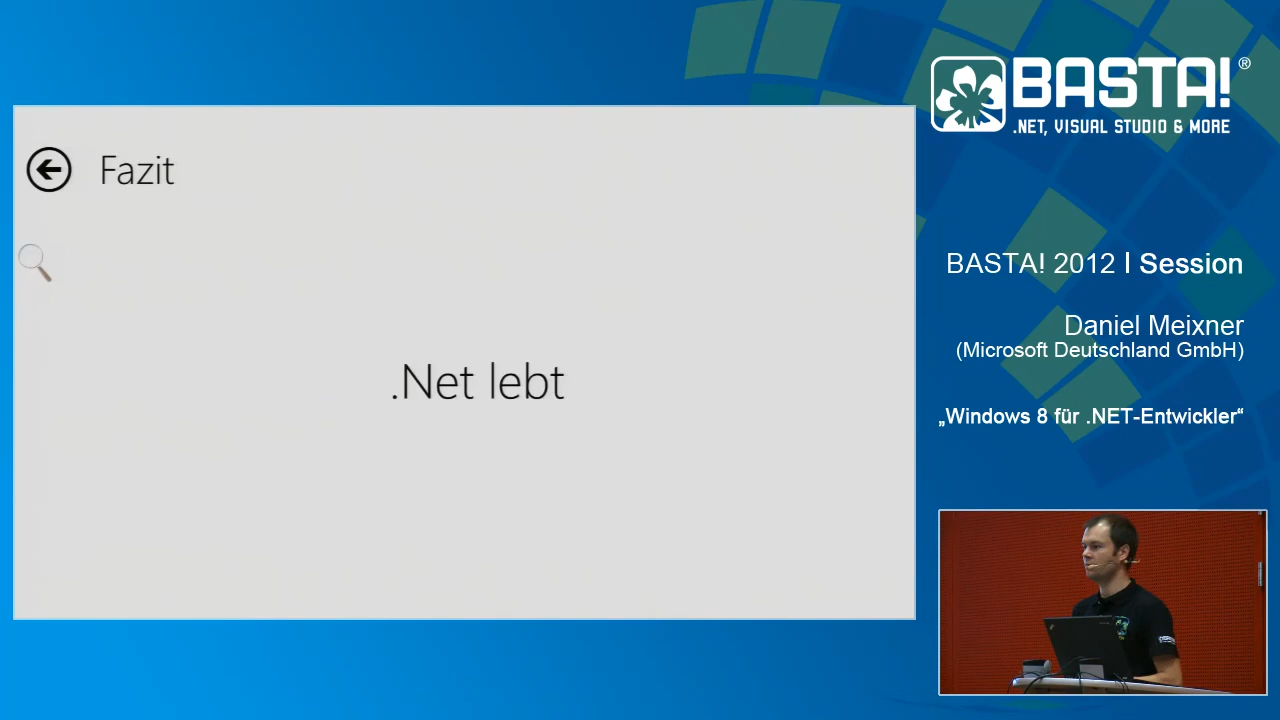 Fazit
.Net lebt
BASTA!®
.NET, VISUAL STUDIO & MORE
BASTA! 2012 I Session
Daniel Meixner
(Microsoft Deutschland GmbH)
„Windows 8 für .NET-Entwickler“